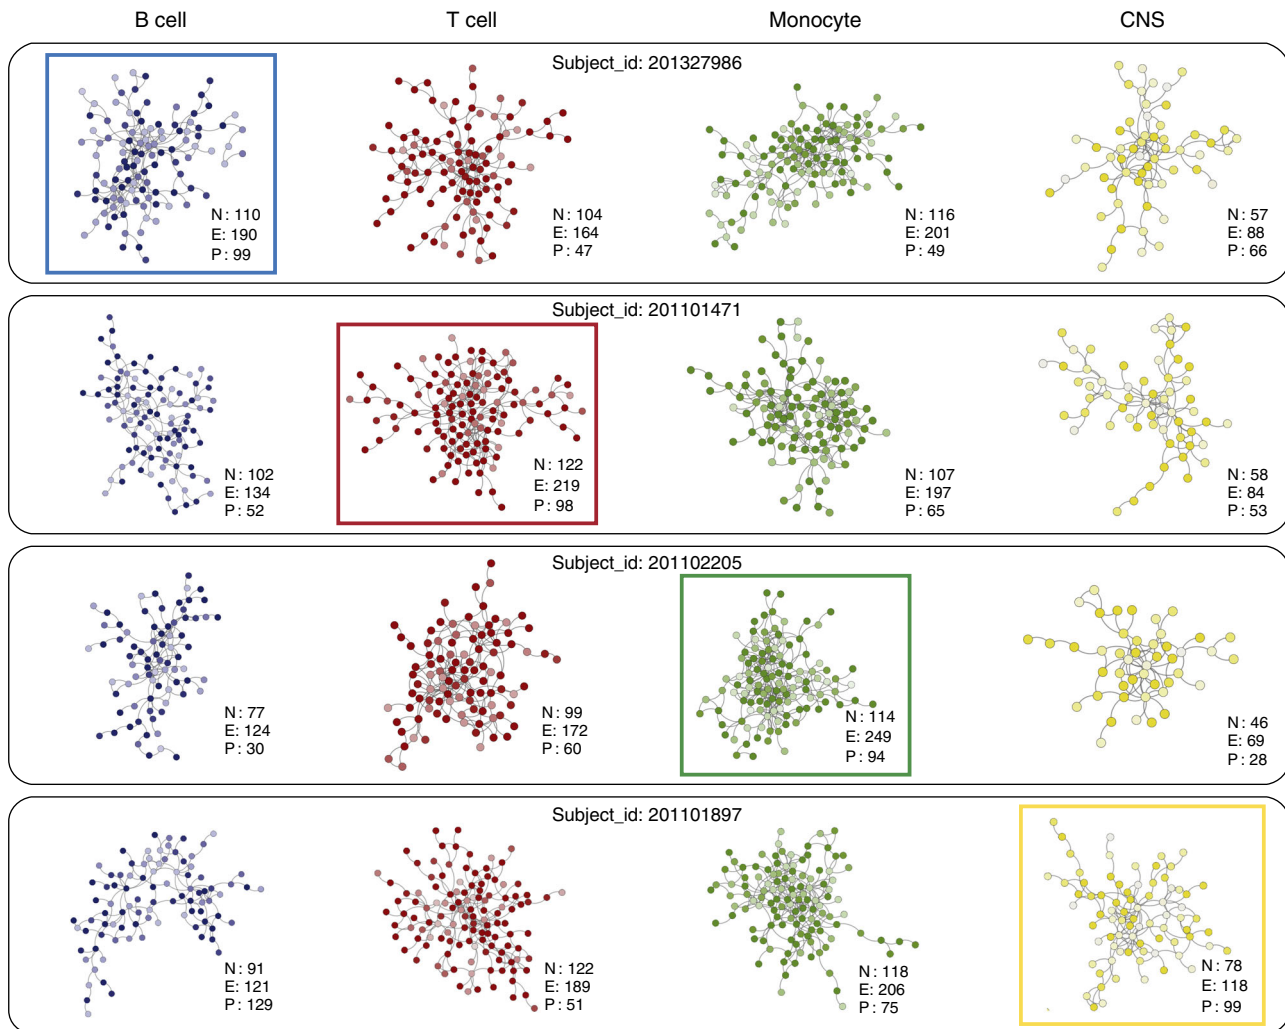 B cell
T cell
Monocyte
CNS
Subject_id: 201327986
N: 110
E: 190
P: 99
N: 104
E: 164
P: 47
N: 116
E: 201
P: 49
N: 57
E: 88
P: 66
Subject_id: 201101471
N: 102
E: 134
P: 52
N: 122
E: 219
P: 98
N: 107
E: 197
P: 65
N: 58
E: 84
P: 53
Subject_id: 201102205
N: 77
E: 124
P: 30
N: 99
E: 172
P: 60
N: 114
E: 249
P: 94
N: 46
E: 69
P: 28
Subject_id: 201101897
N: 91
E: 121
P: 129
N: 122
E: 189
P: 51
N: 118
E: 206
P: 75
N: 78
E: 118
P: 99